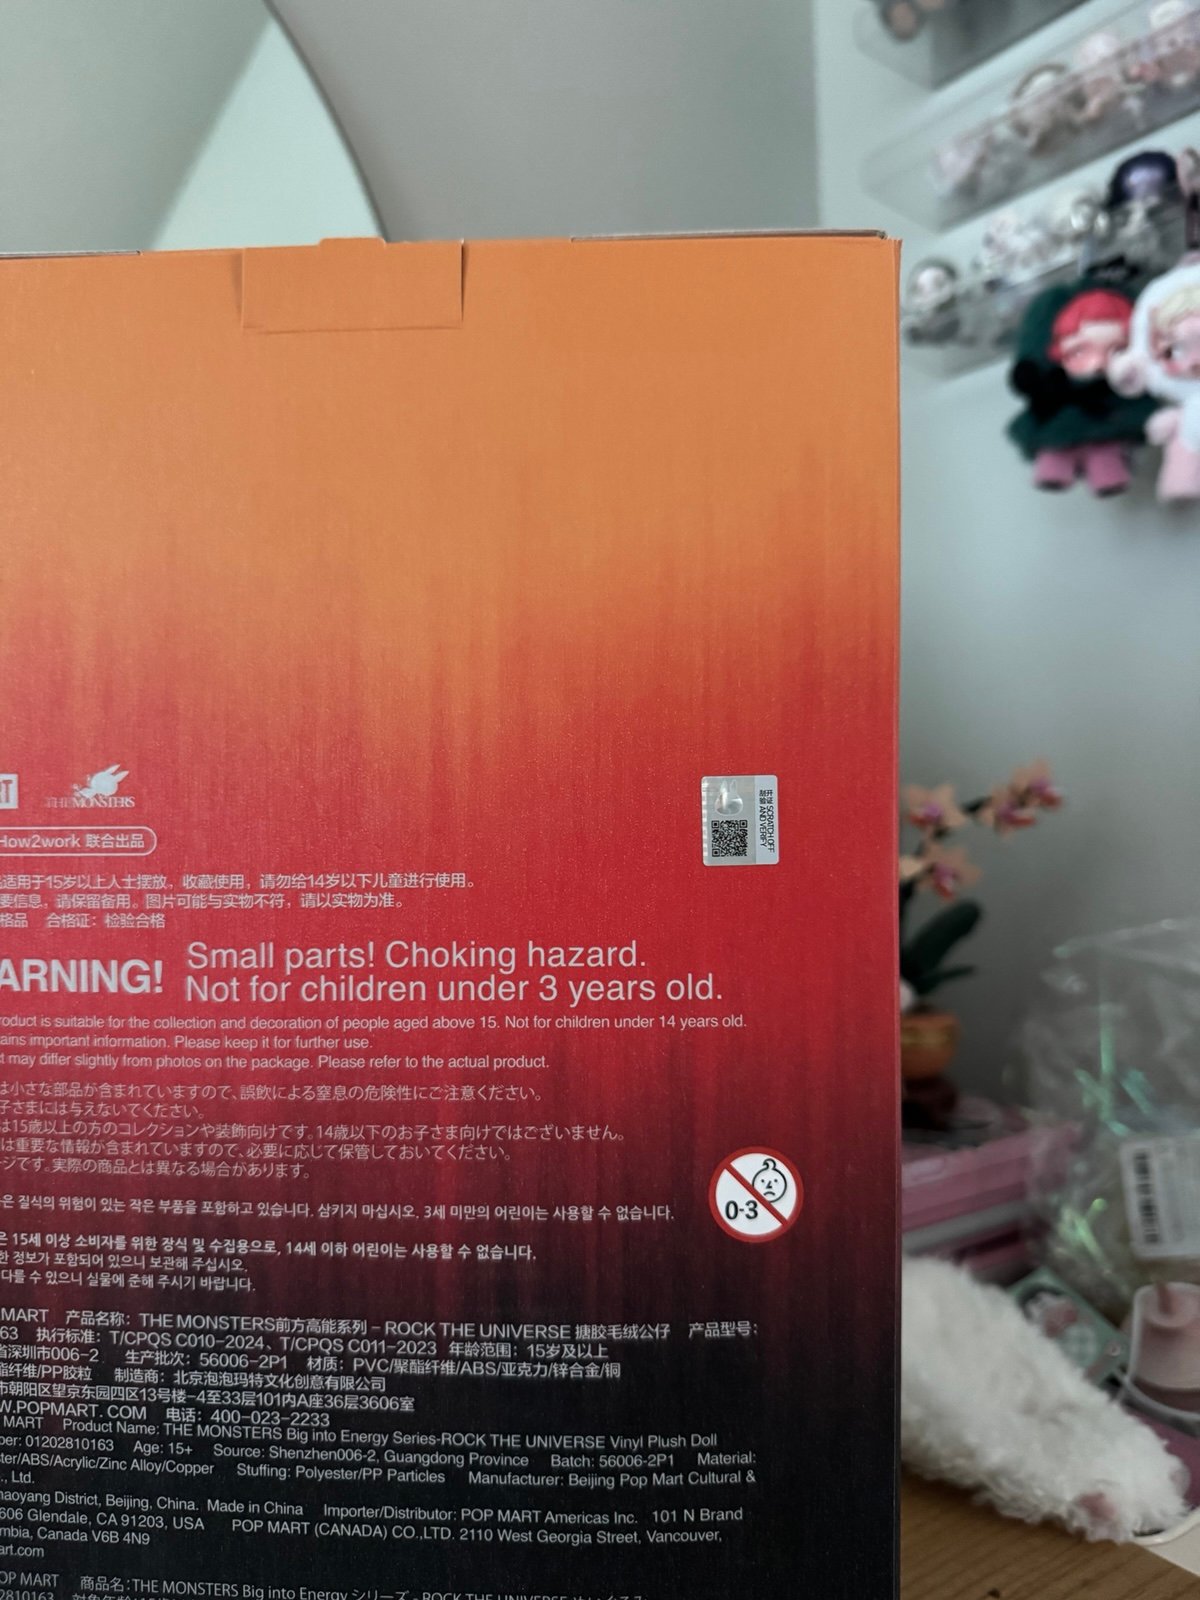 RT
THE MONSTERS
How2work 联合出品
适用于15岁以上人士摆放、收藏使用，请勿给14岁以下儿童进行使用。
要信息，请保留备用。图片可能与实物不符，请以实物为准。
格品 合格证：检验合格
ARNING!
Small parts! Choking hazard.
Not for children under 3 years old.
roduct is suitable for the collection and decoration of people aged above 15. Not for children under 14 years old.
ains important information. Please keep it for further use.
t may differ slightly from photos on the package. Please refer to the actual product.
は小さな部品が含まれていますので、誤飲による窒息の危険性にご注意ください。
子さまには与えないでください。
は15歳以上の方のコレクションや装飾向けです。14歳以下のお子さま向けではございません。
は重要な情報が含まれていますので、必要に応じて保管しておいてください。
ージです。実際の商品とは異なる場合があります。
은 질식의 위험이 있는 작은 부품을 포함하고 있습니다. 삼키지 마십시오. 3세 미만의 어린이는 사용할 수 없습니다.
은 15세 이상 소비자를 위한 장식 및 수집용으로, 14세 이하 어린이는 사용할 수 없습니다.
한 정보가 포함되어 있으니 보관해 주십시오.
다를 수 있으니 실물에 준해 주시기 바랍니다.
SCRATCH OFF
刮涂 AND VERIFY
0-3
MART 产品名称：THE MONSTERS前方高能系列－ROCK THE UNIVERSE 搪胶毛绒公仔 产品型号：
63 执行标准：T/CPQS C010-2024、T/CPQS C011-2023 年龄范围：15岁及以上
省深圳市006-2 生产批次：56006-2P1 材质：PVC/聚酯纤维/ABS/亚克力/锌合金/铜
酯纤维/PP胶粒 制造商：北京泡泡玛特文化创意有限公司
市朝阳区望京东园四区13号楼-4至33层101内A座36层3606室
W.POPMART.COM 电话：400-023-2233
MART Product Name: THE MONSTERS Big into Energy Series-ROCK THE UNIVERSE Vinyl Plush Doll
ber: 01202810163 Age: 15+ Source: Shenzhen006-2, Guangdong Province Batch: 56006-2P1 Material:
ster/ABS/Acrylic/Zinc Alloy/Copper Stuffing: Polyester/PP Particles Manufacturer: Beijing Pop Mart Cultural &
., Ltd.
haoyang District, Beijing, China. Made in China Importer/Distributor: POP MART Americas Inc. 101 N Brand
606 Glendale, CA 91203, USA POP MART (CANADA) CO.,LTD. 2110 West Georgia Street, Vancouver,
mbia, Canada V6B 4N9
art.com
OP MART 商品名：THE MONSTERS Big into Energy シリーズ - ROCK THE UNIVERSE
2810163